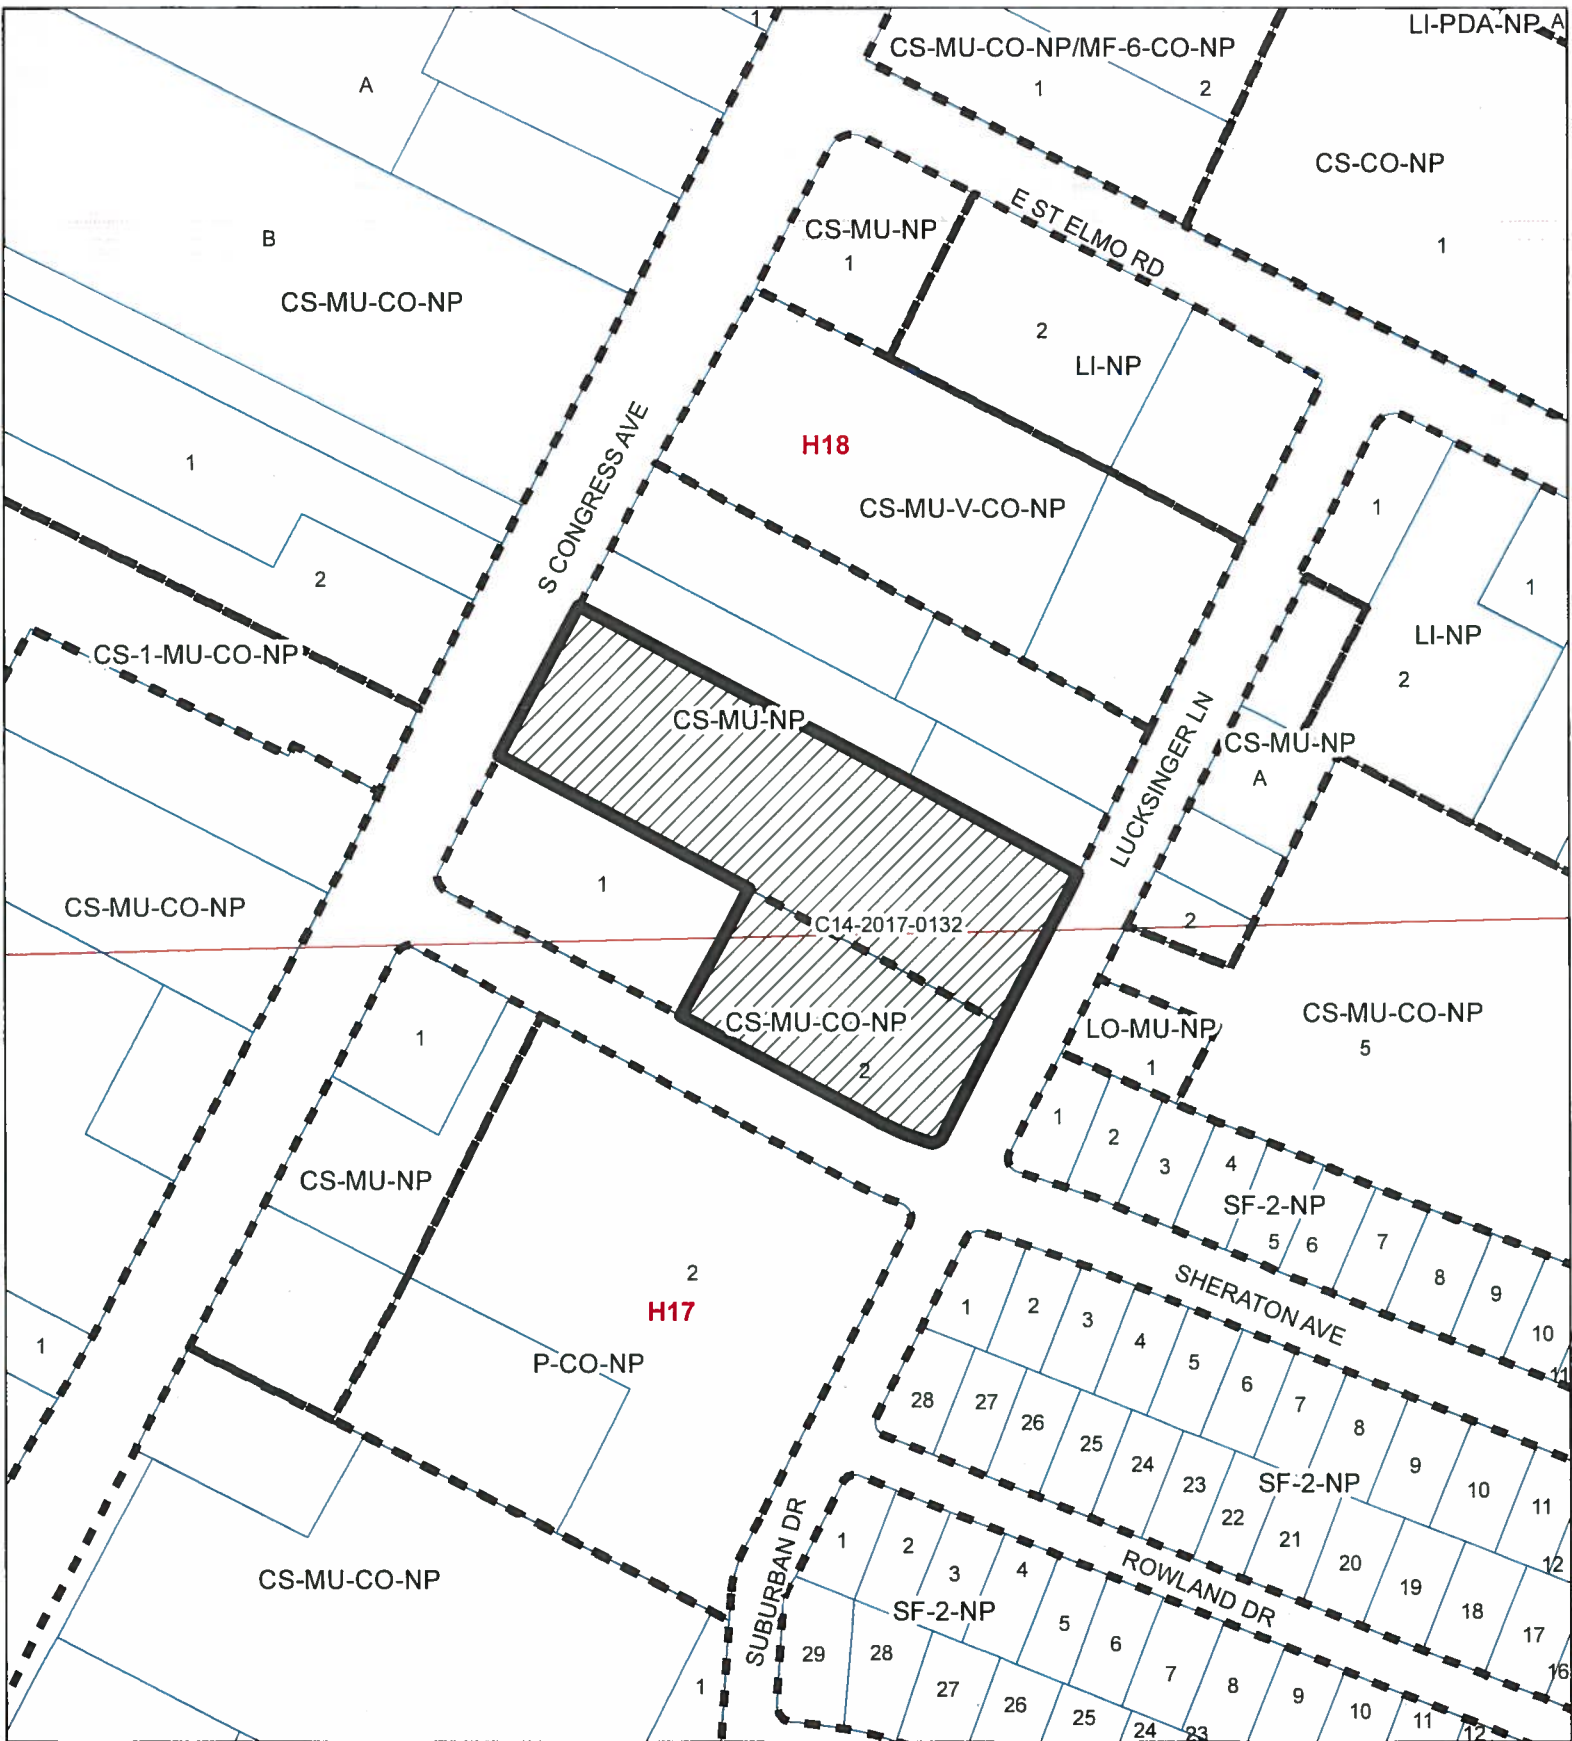 1
CS-MU-CO-NP/MF-6-CO-NP
LI-PDA-NP
A
1
2
A
CS-CO-NP
1
E ST ELMO RD
CS-MU-NP
1
B
CS-MU-CO-NP
2
LI-NP
S CONGRESS AVE
H18
CS-MU-V-CO-NP
1
1
1
2
CS-1-MU-CO-NP
LI-NP
2
CS-MU-NP
LUCKSINGER LN
CS-MU-NP
A
1
CS-MU-CO-NP
C14-2017-0132
2
CS-MU-CO-NP
2
LO-MU-NP
1
CS-MU-CO-NP
5
1
1
2
3
4
SF-2-NP
5
6
7
8
9
10
11
CS-MU-NP
2
H17
P-CO-NP
SHERATON AVE
1
2
3
4
5
6
7
8
9
10
11
12
28
27
26
25
24
23
22
21
20
19
18
17
16
SF-2-NP
1
CS-MU-CO-NP
1
SUBURBAN DR
ROWLAND DR
1
2
3
4
5
6
7
8
9
10
11
12
SF-2-NP
29
28
27
26
25
24
23